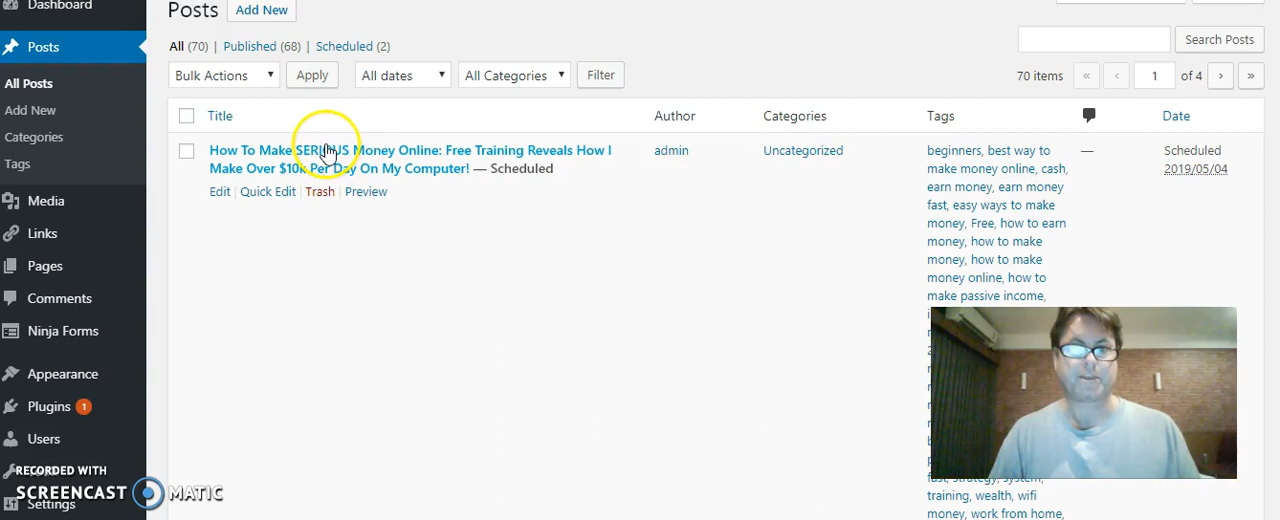 Dashboard
Posts
Add New
All (70) | Published (68) | Scheduled (2)
Search Posts
Bulk Actions
Apply
All dates
All Categories
Filter
70 items
«
‹
1
of 4
›
»
Posts
All Posts
Add New
Categories
Tags
Media
Links
Pages
Comments
Ninja Forms
Appearance
Plugins 1
Users
Settings
Title
Author
Categories
Tags
Date
How To Make SERIOUS Money Online: Free Training Reveals How I
Make Over $10k Per Day On My Computer! — Scheduled
Edit | Quick Edit | Trash | Preview
admin
Uncategorized
beginners, best way to
make money online, cash,
earn money, earn money
fast, easy ways to make
money, Free, how to earn
money, how to make
money, how to make
money online, how to
make passive income,
fast, strategy, system,
training, wealth, wifi
money, work from home,
—
Scheduled
2019/05/04
RECORDED WITH
SCREENCAST MATIC